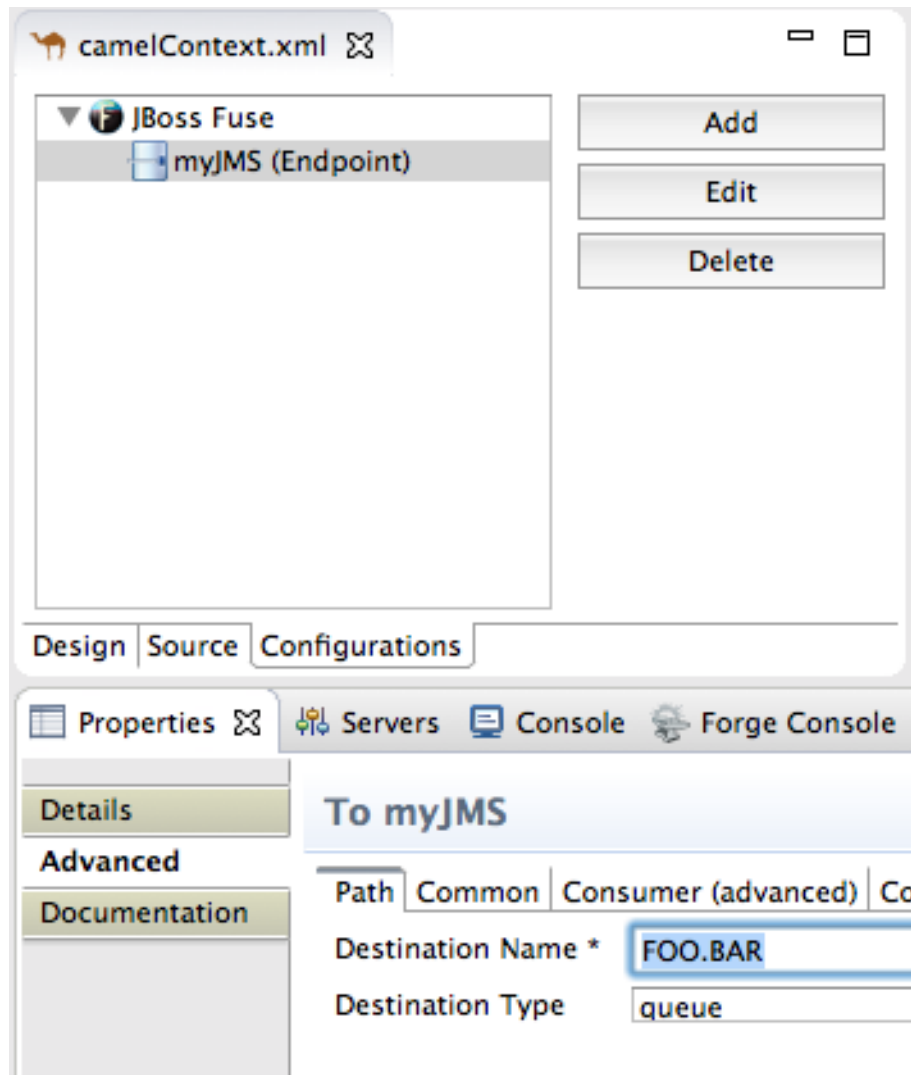 camelContext.xml
JBoss Fuse
Add
myJMS (Endpoint)
Edit
Delete
Design Source Configurations
Properties Servers Console Forge Console
Details
To myJMS
Advanced
Path Common Consumer (advanced) Co
Documentation
Destination Name * FOO.BAR
Destination Type queue